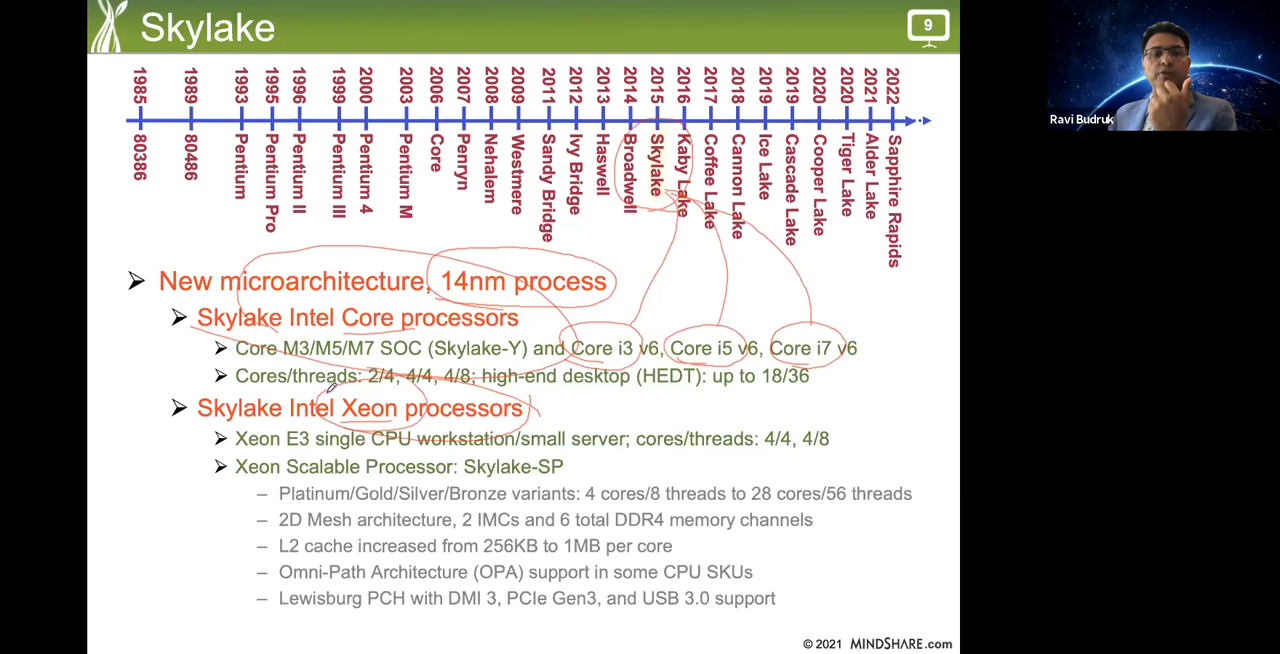 Skylake
9
1985 1989 1993 1995 1996 1999 2000 2003 2006 2007 2008 2009 2011 2012 2013 2014 2015 2016 2017 2018 2019 2019 2020 2020 2021 2022
80386 80486 Pentium Pentium Pro Pentium II Pentium III Pentium 4 Pentium M Core Penryn Nehalem Westmere Sandy Bridge Ivy Bridge Haswell Broadwell Skylake Kaby Lake Coffee Lake Cannon Lake Ice Lake Cascade Lake Cooper Lake Tiger Lake Alder Lake Sapphire Rapids
Ravi Budruk
New microarchitecture, 14nm process
Skylake Intel Core processors
Core M3/M5/M7 SOC (Skylake-Y) and Core i3 v6, Core i5 v6, Core i7 v6
Cores/threads: 2/4, 4/4, 4/8; high-end desktop (HEDT): up to 18/36
Skylake Intel Xeon processors
Xeon E3 single CPU workstation/small server; cores/threads: 4/4, 4/8
Xeon Scalable Processor: Skylake-SP
– Platinum/Gold/Silver/Bronze variants: 4 cores/8 threads to 28 cores/56 threads
– 2D Mesh architecture, 2 IMCs and 6 total DDR4 memory channels
– L2 cache increased from 256KB to 1MB per core
– Omni-Path Architecture (OPA) support in some CPU SKUs
– Lewisburg PCH with DMI 3, PCIe Gen3, and USB 3.0 support
© 2021 MINDSHARE.com